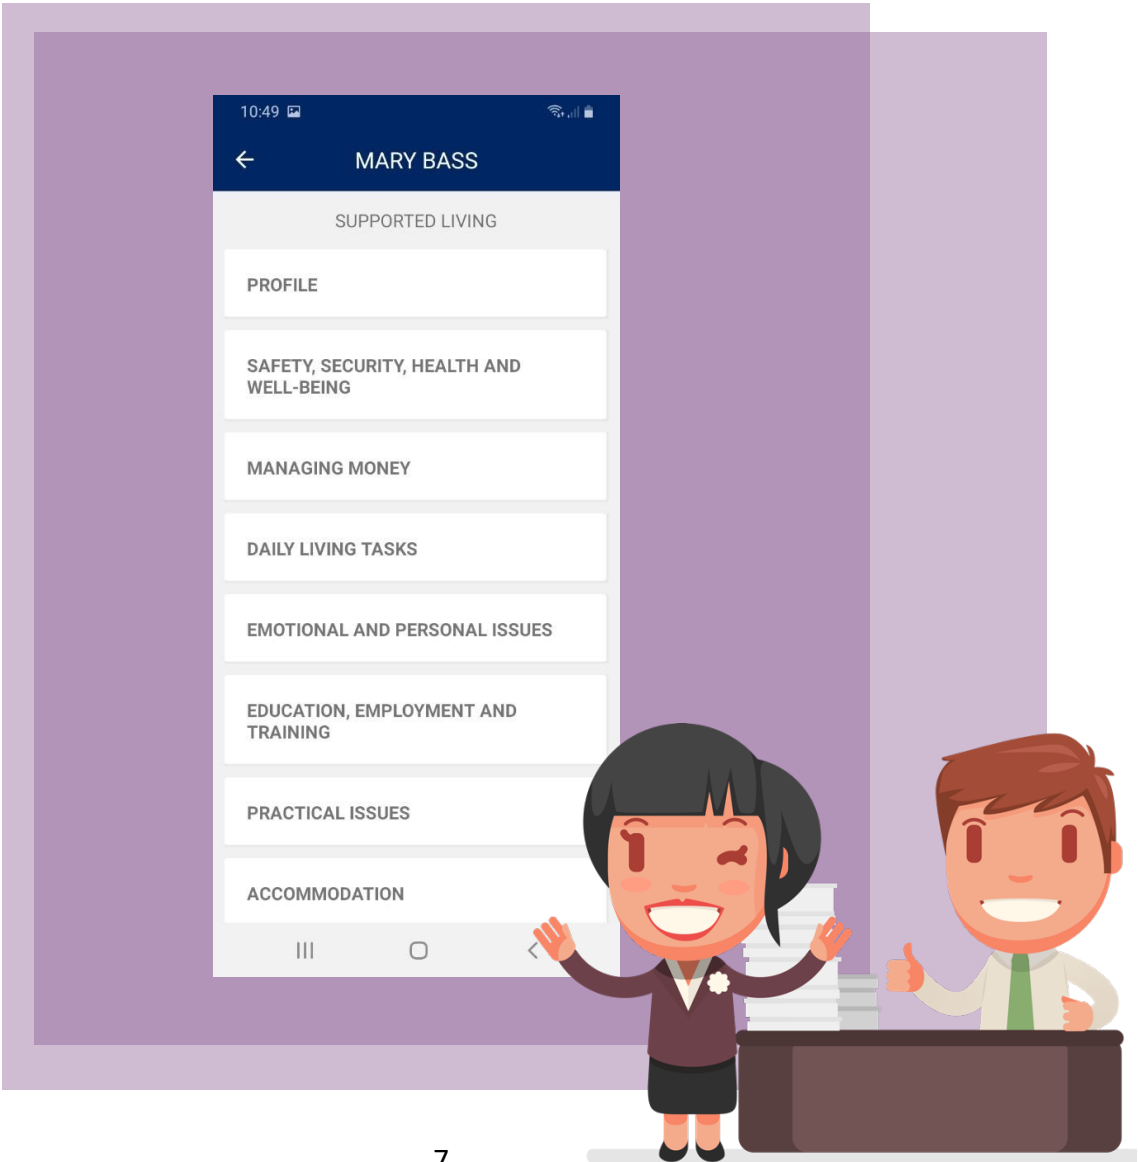 10:49
MARY BASS
SUPPORTED LIVING
PROFILE
SAFETY, SECURITY, HEALTH AND
WELL-BEING
MANAGING MONEY
DAILY LIVING TASKS
EMOTIONAL AND PERSONAL ISSUES
EDUCATION, EMPLOYMENT AND
TRAINING
PRACTICAL ISSUES
ACCOMMODATION
7